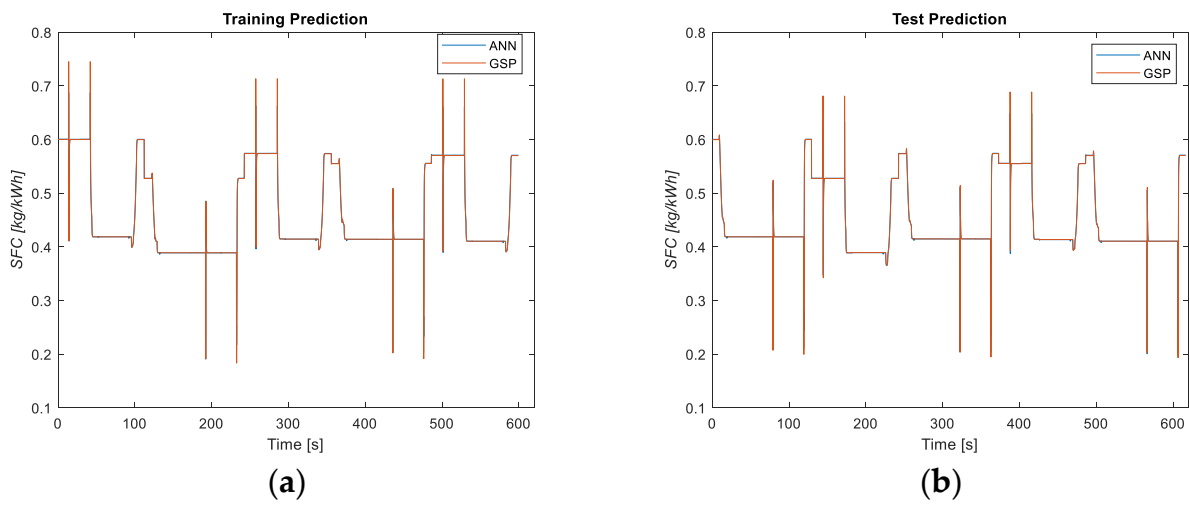 Training Prediction
0.8
0.7
0.6
0.5
0.4
0.3
0.2
0.1
SFC [kg/kWh]
ANN
GSP
0 100 200 300 400 500 600
Time [s]
(a)
Test Prediction
0.8
0.7
0.6
0.5
0.4
0.3
0.2
0.1
SFC [kg/kWh]
ANN
GSP
0 100 200 300 400 500 600
Time [s]
(b)